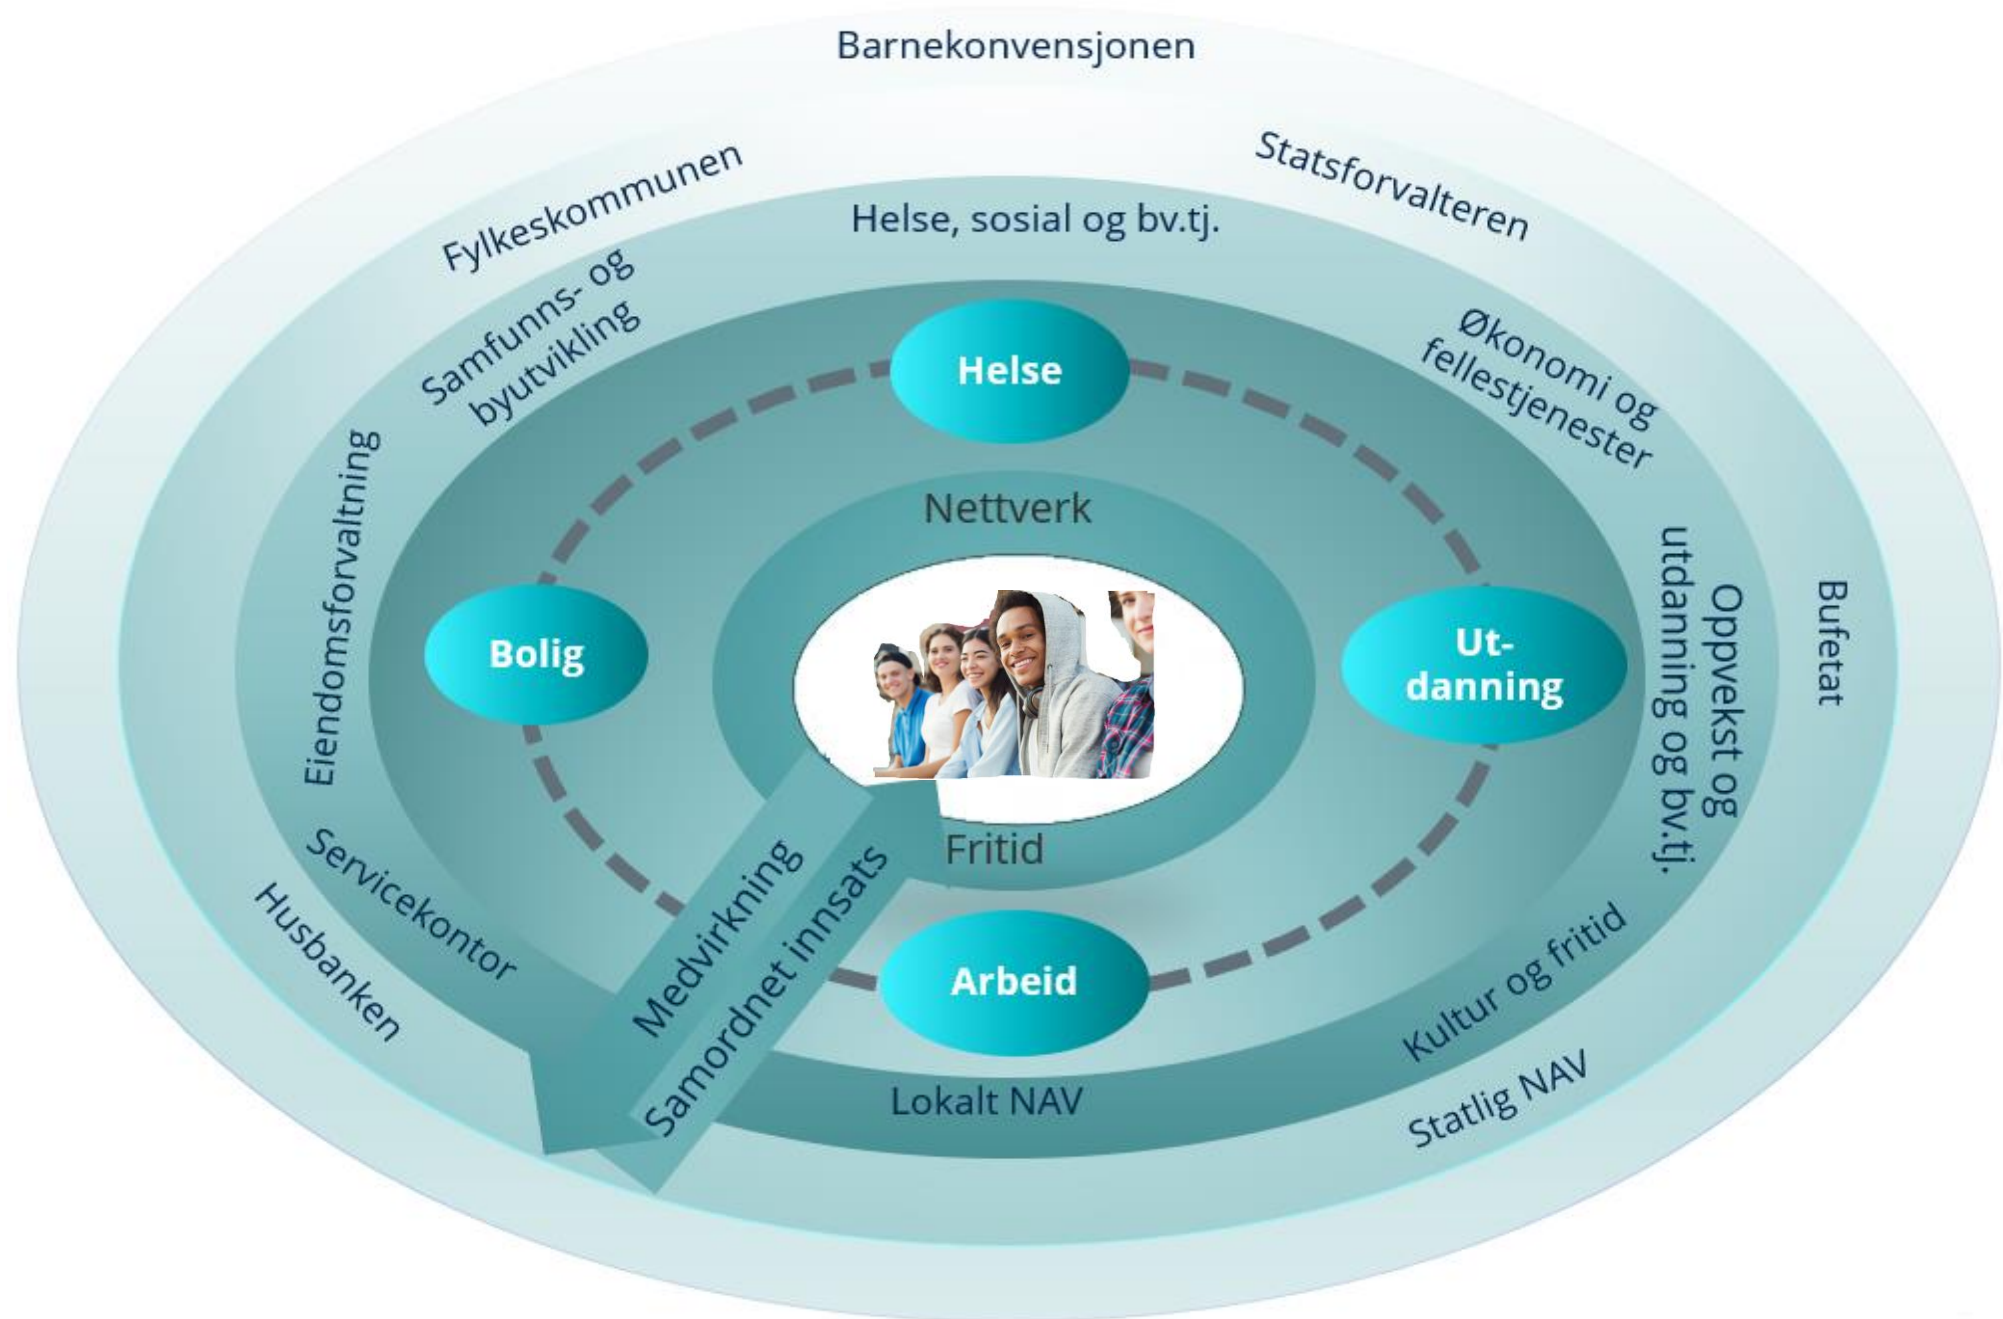 Barnekonvensjonen
Fylkeskommunen
Statsforvalteren
Helse, sosial og bv.tj.
Samfunns- og
byutvikling
Økonomi og
fellestjenester
Helse
Eiendomsforvaltning
Nettverk
Bolig
Ut-
danning
Oppvekst og
utdanning og bv.tj.
Bufetat
Fritid
Servicekontor
Husbanken
Medvirkning
Samordnet innsats
Arbeid
Kultur og fritid
Lokalt NAV
Statlig NAV